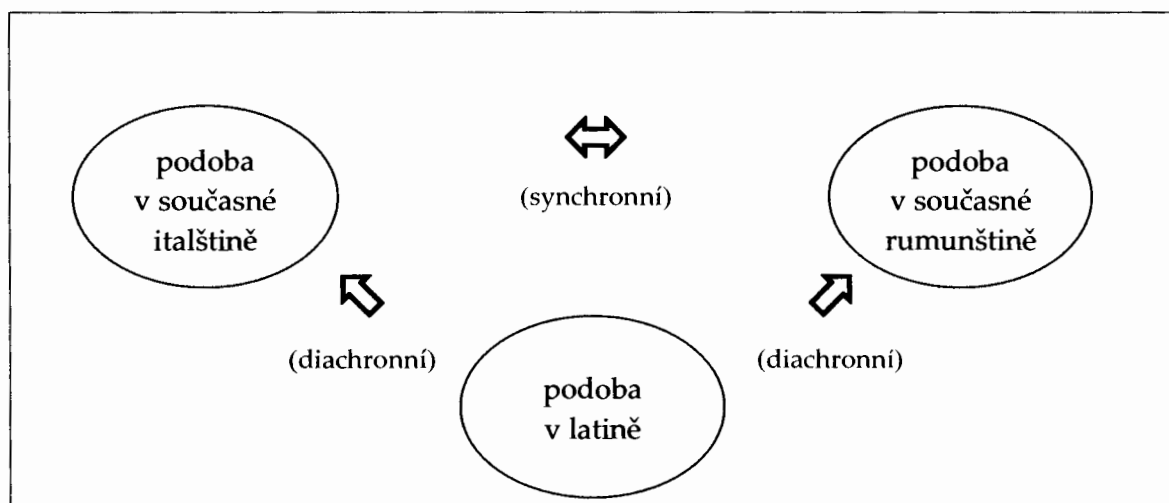 podoba
v současné
italštině
(synchronní)
podoba
v současné
rumunštině
(diachronní)
(diachronní)
podoba
v latině